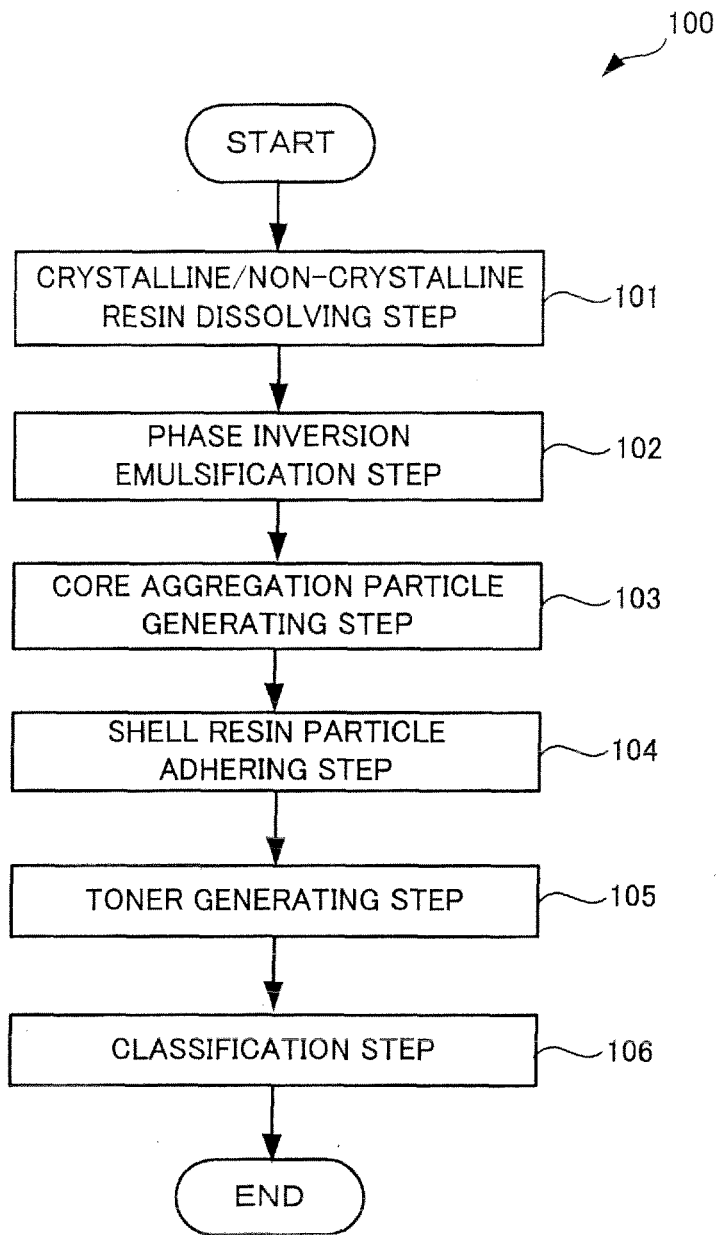 100
START
CRYSTALLINE/NON-CRYSTALLINE
RESIN DISSOLVING STEP
101
PHASE INVERSION
EMULSIFICATION STEP
102
CORE AGGREGATION PARTICLE
GENERATING STEP
103
SHELL RESIN PARTICLE
ADHERING STEP
104
TONER GENERATING STEP
105
CLASSIFICATION STEP
106
END